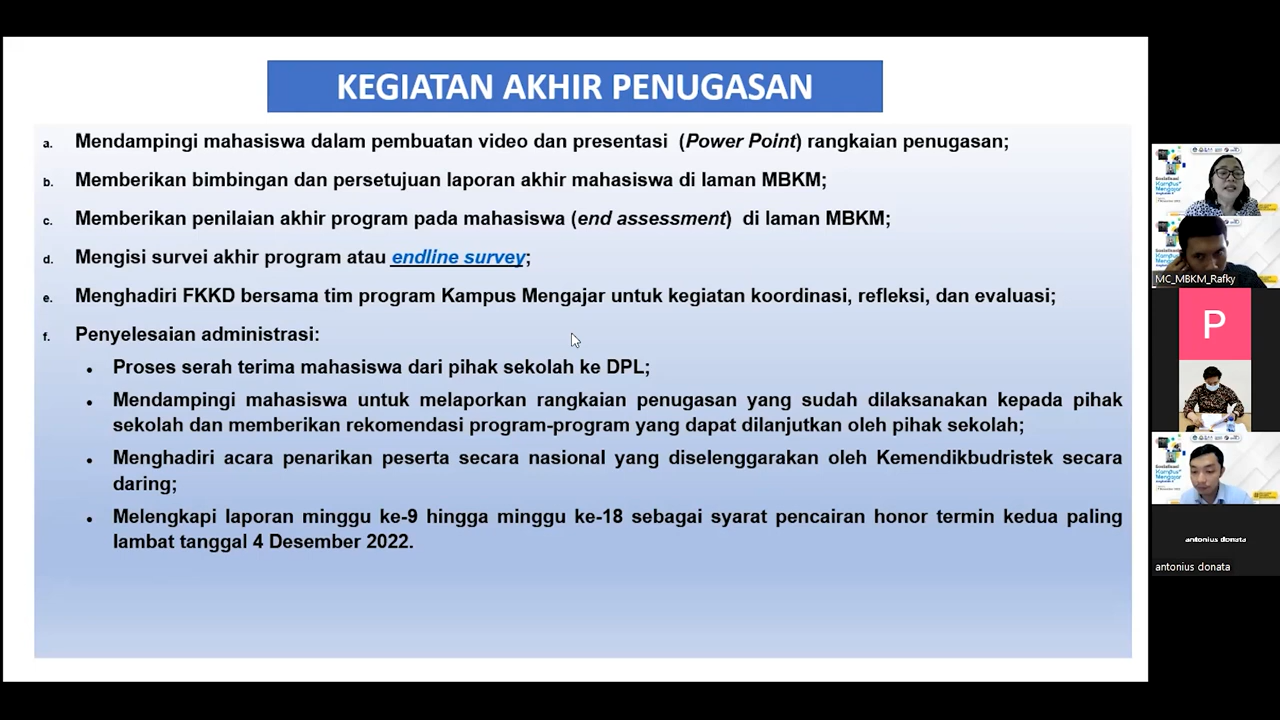 KEGIATAN AKHIR PENUGASAN
a. Mendampingi mahasiswa dalam pembuatan video dan presentasi (Power Point) rangkaian penugasan;
b. Memberikan bimbingan dan persetujuan laporan akhir mahasiswa di laman MBKM;
c. Memberikan penilaian akhir program pada mahasiswa (end assessment) di laman MBKM;
d. Mengisi survei akhir program atau endline survey;
e. Menghadiri FKKD bersama tim program Kampus Mengajar untuk kegiatan koordinasi, refleksi, dan evaluasi;
f. Penyelesaian administrasi:
• Proses serah terima mahasiswa dari pihak sekolah ke DPL;
• Mendampingi mahasiswa untuk melaporkan rangkaian penugasan yang sudah dilaksanakan kepada pihak
sekolah dan memberikan rekomendasi program-program yang dapat dilanjutkan oleh pihak sekolah;
• Menghadiri acara penarikan peserta secara nasional yang diselenggarakan oleh Kemendikbudristek secara
daring;
• Melengkapi laporan minggu ke-9 hingga minggu ke-18 sebagai syarat pencairan honor termin kedua paling
lambat tanggal 4 Desember 2022.
Sosialisasi
Kampus
Mengajar
MC_MBKM_Rafky
P
Sosialisasi
Kampus
Mengajar
antonius donata
antonius donata